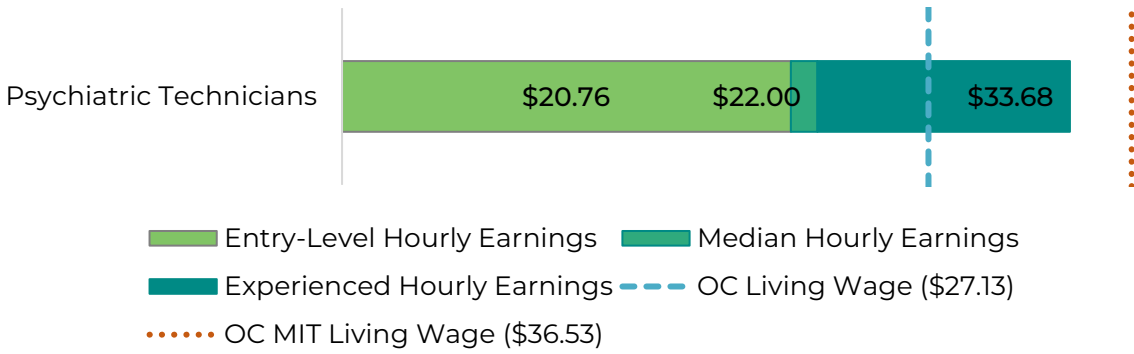 Psychiatric Technicians $20.76 $22.00 $33.68
Entry-Level Hourly Earnings Median Hourly Earnings
Experienced Hourly Earnings OC Living Wage ($27.13)
OC MIT Living Wage ($36.53)